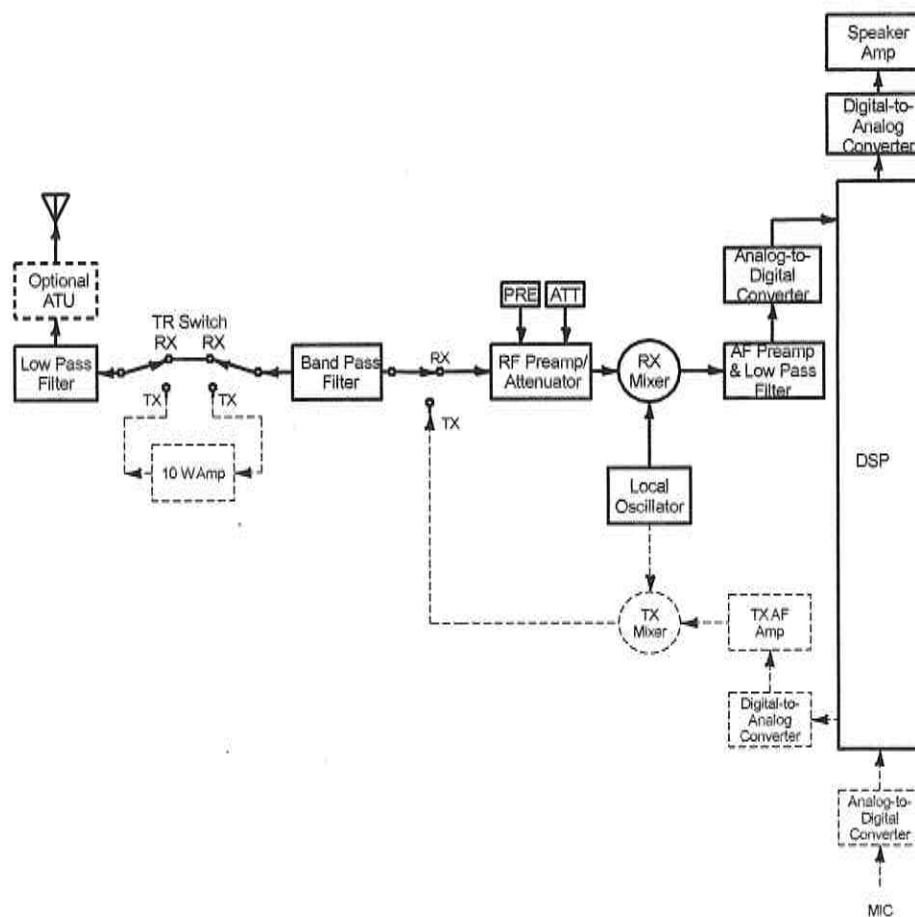 Speaker
Amp
Digital-to-
Analog
Converter
Optional
ATU
TR Switch
RX
RX
Low Pass
Filter
TX
TX
10 W Amp
Band Pass
Filter
RX
TX
PRE
ATT
RF Preamp/
Attenuator
RX
Mixer
Analog-to-
Digital
Converter
AF Preamp
& Low Pass
Filter
DSP
Local
Oscillator
TX
Mixer
TX AF
Amp
Digital-to-
Analog
Converter
Analog-to-
Digital
Converter
MIC